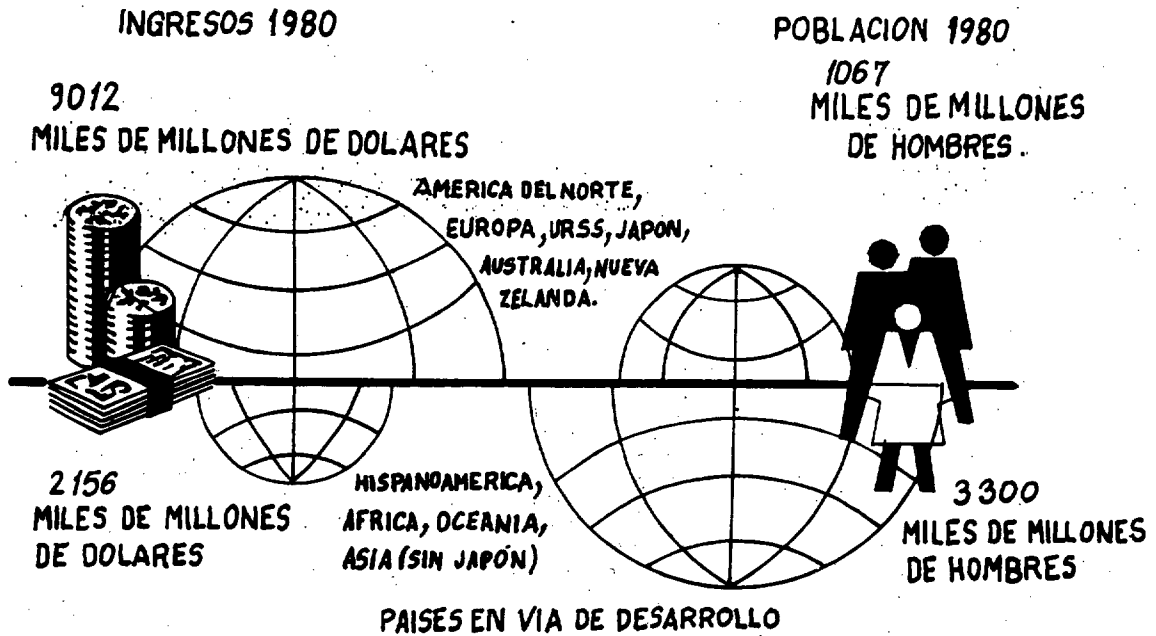 INGRESOS 1980
9012
MILES DE MILLONES DE DOLARES
AMERICA DEL NORTE,
EUROPA, URSS, JAPON,
AUSTRALIA, NUEVA
ZELANDA.
POBLACION 1980
1067
MILES DE MILLONES
DE HOMBRES.
2156
MILES DE MILLONES
DE DOLARES
HISPANOAMERICA,
AFRICA, OCEANIA,
ASIA (SIN JAPÓN)
3300
MILES DE MILLONES
DE HOMBRES
PAISES EN VIA DE DESARROLLO